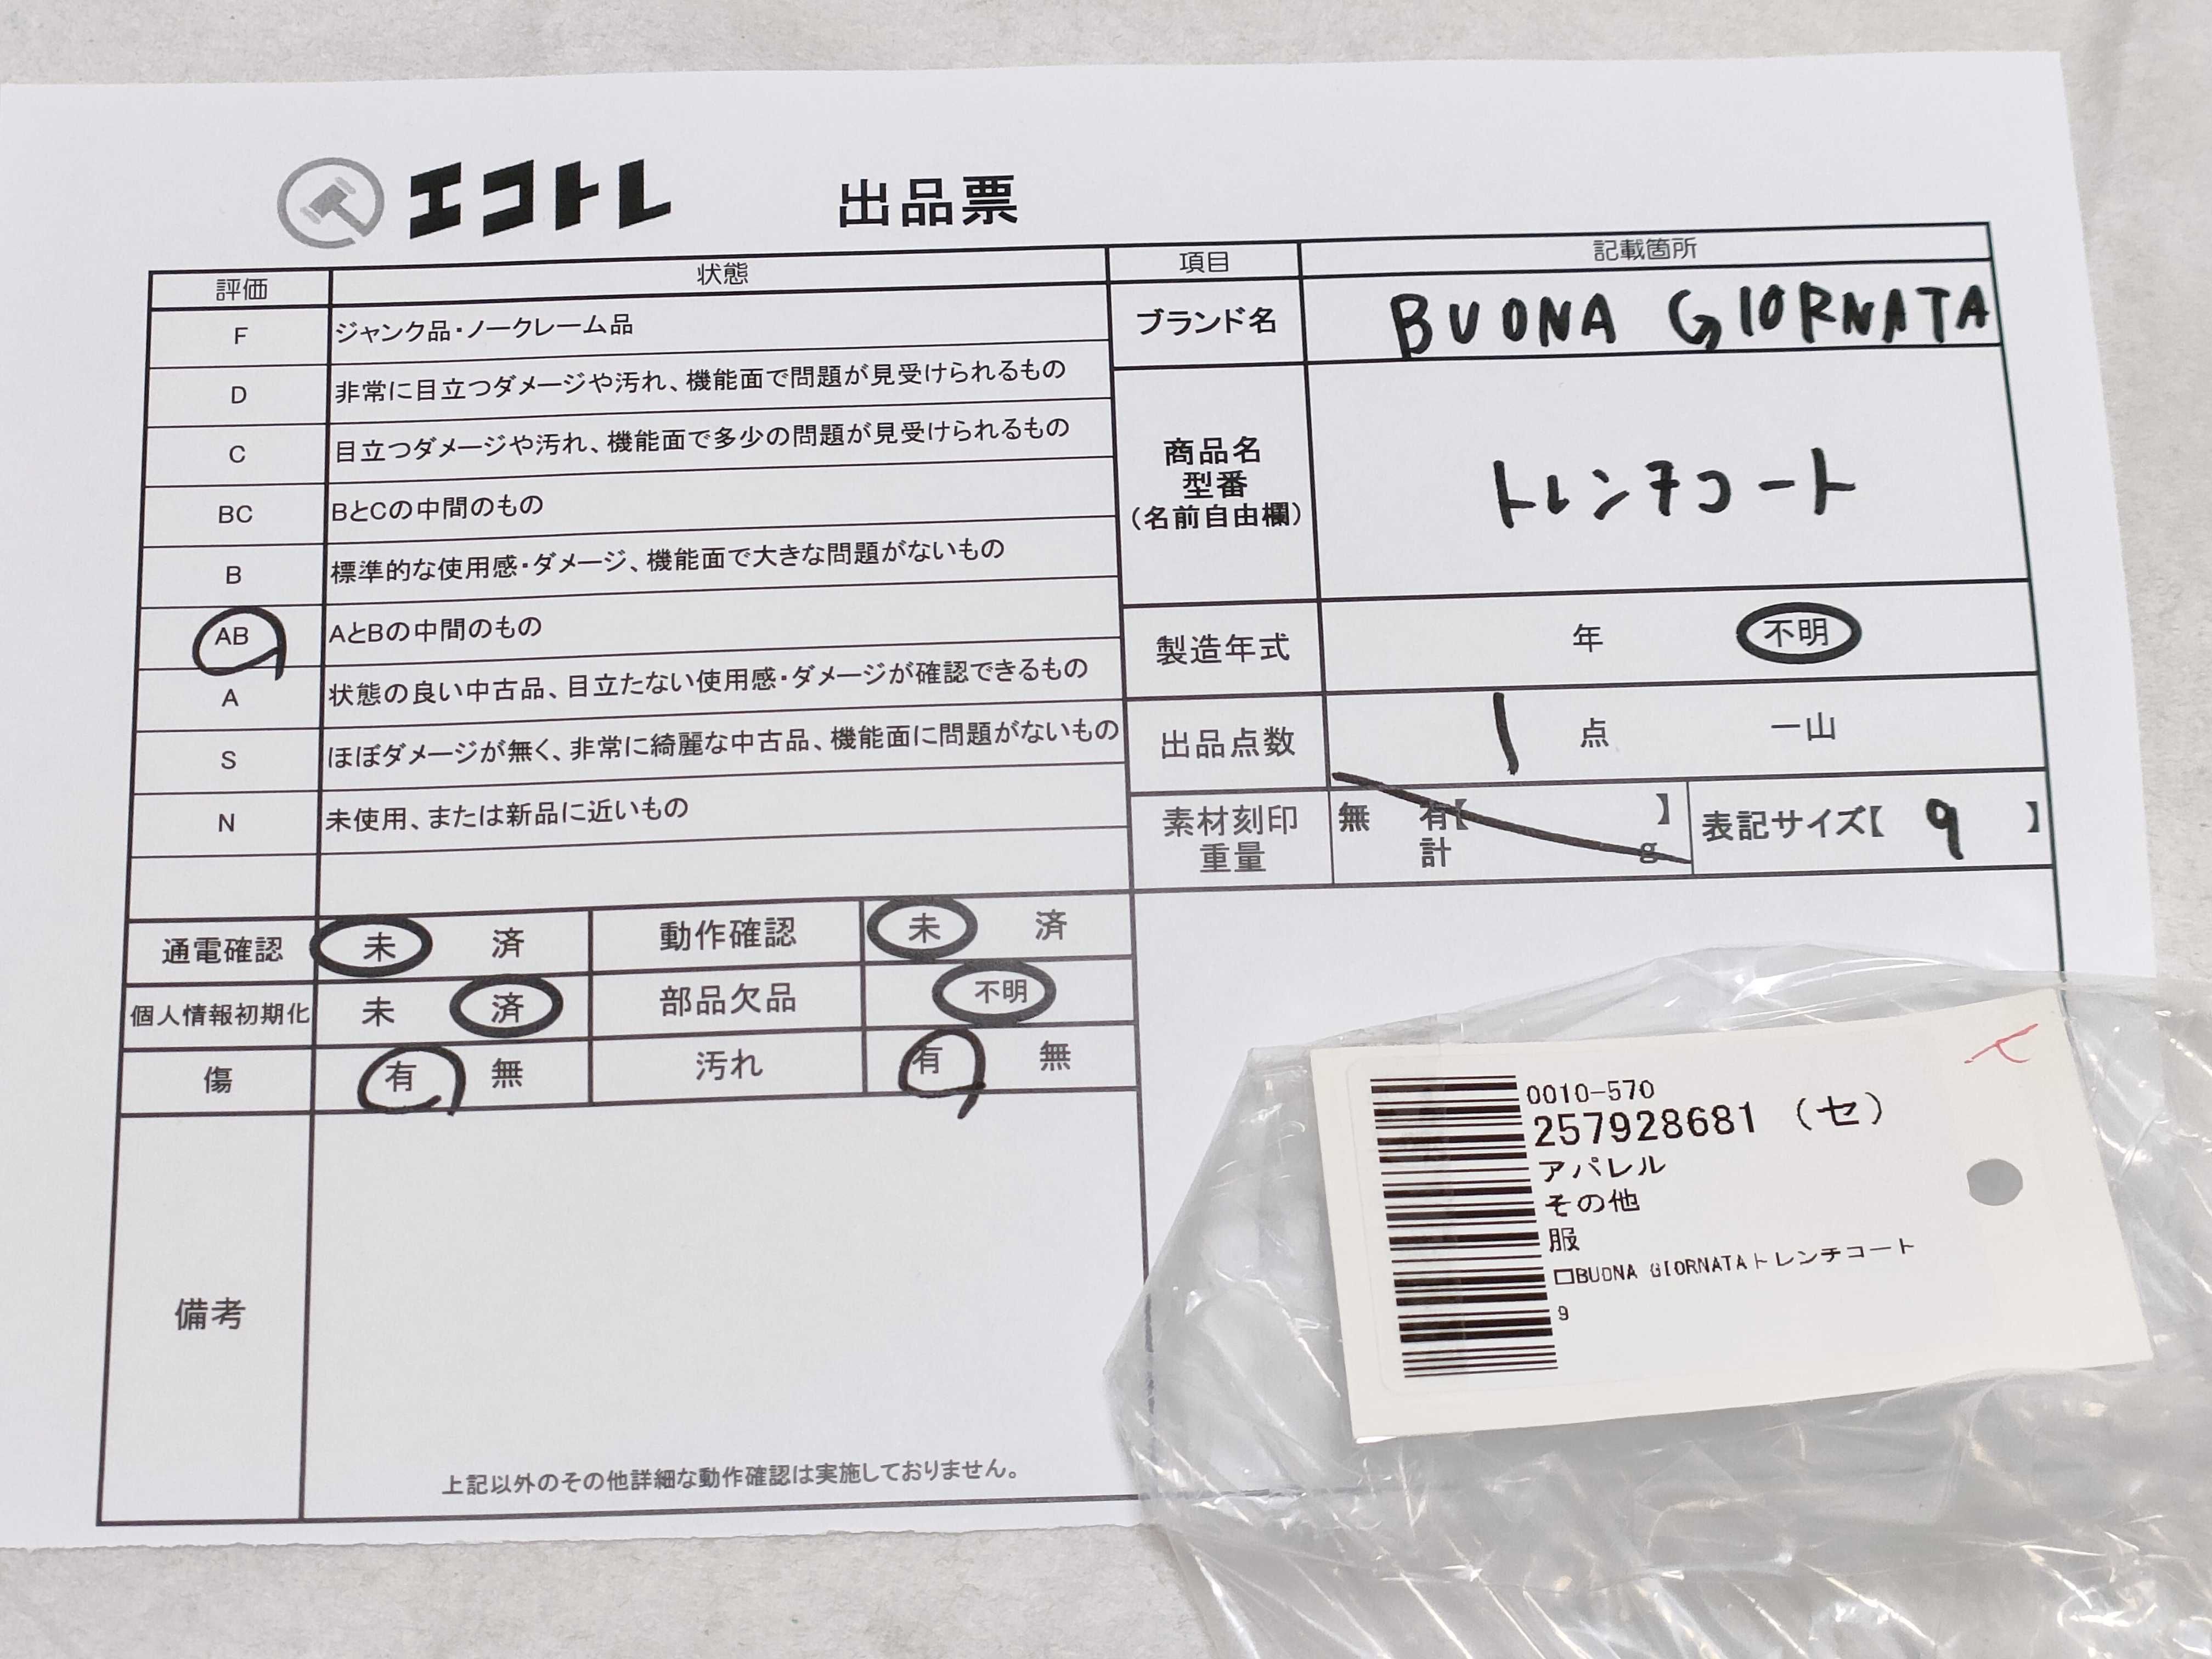 エコトレ 出品票
評価 状態
F ジャンク品・ノークレーム品
D 非常に目立つダメージや汚れ、機能面で問題が見受けられるもの
C 目立つダメージや汚れ、機能面で多少の問題が見受けられるもの
BC BとCの中間のもの
B 標準的な使用感・ダメージ、機能面で大きな問題がないもの
AB AとBの中間のもの
A 状態の良い中古品、目立たない使用感・ダメージが確認できるもの
S ほぼダメージが無く、非常に綺麗な中古品、機能面に問題がないもの
N 未使用、または新品に近いもの
項目 記載箇所
ブランド名 BUONA GIORNATA
商品名
型番
（名前自由欄）
トレンチコート
製造年式 年 不明
出品点数 1 点 一山
素材刻印
重量
無 有【 】
計 g
表記サイズ【 9 】
通電確認 未 済 動作確認 未 済
個人情報初期化 未 済 部品欠品 不明
傷 有 無 汚れ 有 無
備考
上記以外のその他詳細な動作確認は実施しておりません。
0010-570
257928681 （セ）
アパレル
その他
服
□BUONA GIORNATAトレンチコート
9